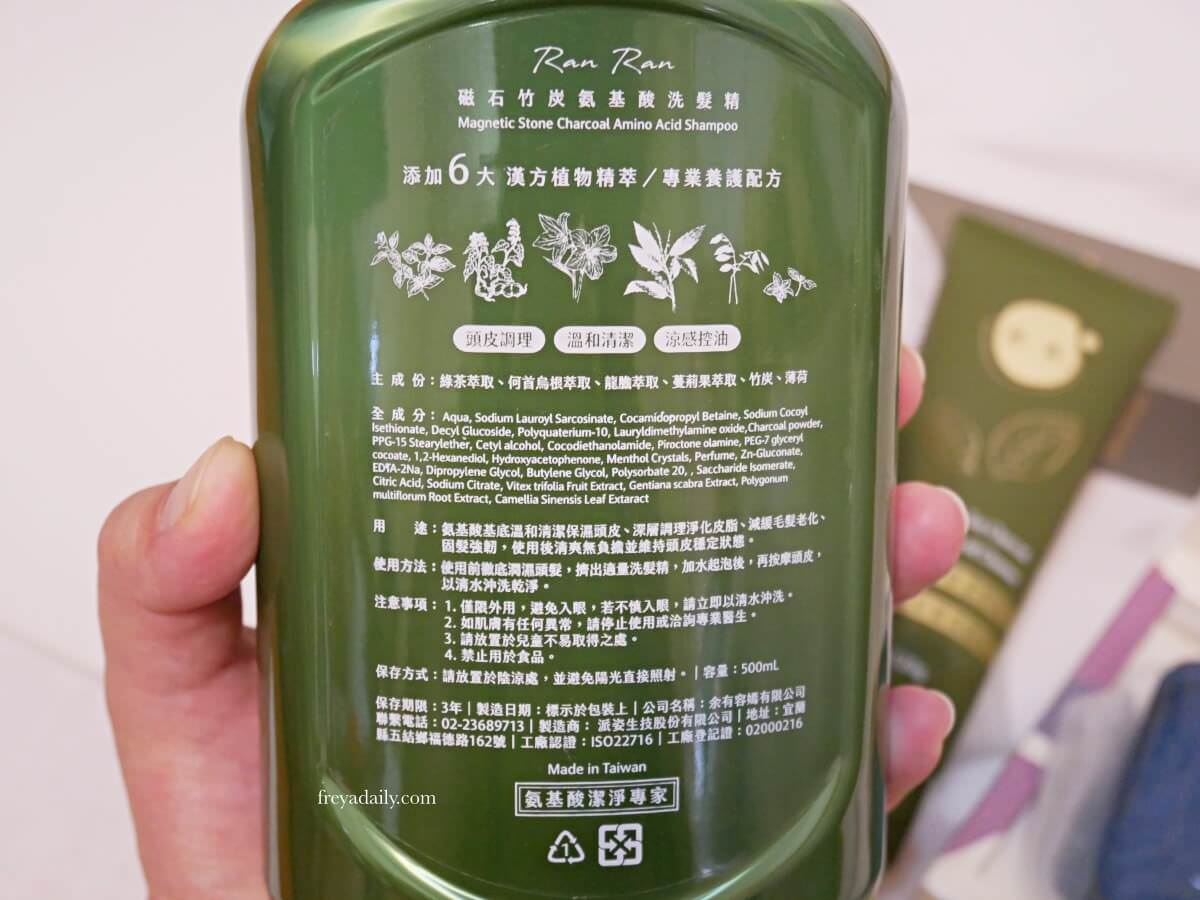 Ran Ran
磁石竹炭氨基酸洗髮精
Magnetic Stone Charcoal Amino Acid Shampoo
添加6大 漢方植物精萃／專業養護配方
頭皮調理 溫和清潔 涼感控油
主成份：綠茶萃取、何首烏根萃取、龍膽萃取、蔓荊果萃取、竹炭、薄荷
全成分：Aqua, Sodium Lauroyl Sarcosinate, Cocamidopropyl Betaine, Sodium Cocoyl
Isethionate, Decyl Glucoside, Polyquaterium-10, Lauryldimethylamine oxide,Charcoal powder,
PPG-15 Stearylether, Cetyl alcohol, Cocodiethanolamide, Piroctone olamine, PEG-7 glyceryl
cocoate, 1,2-Hexanediol, Hydroxyacetophenone, Menthol Crystals, Perfume, Zn-Gluconate,
EDTA-2Na, Dipropylene Glycol, Butylene Glycol, Polysorbate 20, , Saccharide Isomerate,
Citric Acid, Sodium Citrate, Vitex trifolia Fruit Extract, Gentiana scabra Extract, Polygonum
multiflorum Root Extract, Camellia Sinensis Leaf Extaract
用途：氨基酸基底溫和清潔保濕頭皮、深層調理淨化皮脂、減緩毛髮老化、
固髮強韌，使用後清爽無負擔並維持頭皮穩定狀態。
使用方法：使用前徹底潤濕頭髮，擠出適量洗髮精，加水起泡後，再按摩頭皮，
以清水沖洗乾淨。
注意事項：1. 僅限外用，避免入眼，若不慎入眼，請立即以清水沖洗。
2. 如肌膚有任何異常，請停止使用或洽詢專業醫生。
3. 請放置於兒童不易取得之處。
4. 禁止用於食品。
保存方式：請放置於陰涼處，並避免陽光直接照射。｜容量：500mL
保存期限：3年｜製造日期：標示於包裝上｜公司名稱：余有容嬌有限公司
聯繫電話：02-23689713｜製造商：派姿生技股份有限公司｜地址：宜蘭
縣五結鄉福德路162號｜工廠認證：ISO22716｜工廠登記證：02000216
Made in Taiwan
氨基酸潔淨專家
1
freyadaily.com